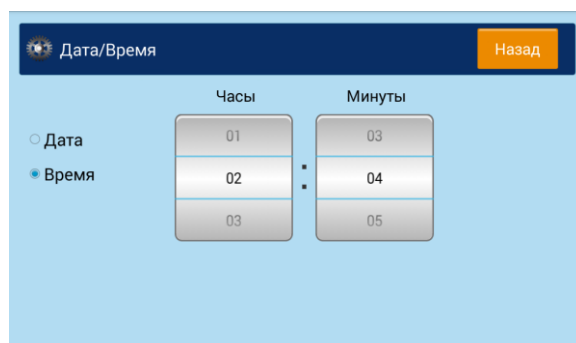 Дата/Время
Назад
Часы
Минуты
Дата
Время
01
02
03
:
03
04
05